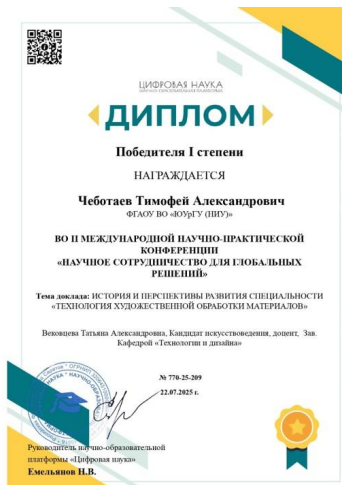 ЦИФРОВАЯ НАУКА
ДИПЛОМ
Победителя I степени
НАГРАЖДАЕТСЯ
Чеботаев Тимофей Александрович
ФГАОУ ВО «ЮУрГУ (НИУ)»
ВО II МЕЖДУНАРОДНОЙ НАУЧНО-ПРАКТИЧЕСКОЙ
КОНФЕРЕНЦИИ
«НАУЧНОЕ СОТРУДНИЧЕСТВО ДЛЯ ГЛОБАЛЬНЫХ
РЕШЕНИЙ»
Тема доклада: ИСТОРИЯ И ПЕРСПЕКТИВЫ РАЗВИТИЯ СПЕЦИАЛЬНОСТИ
«ТЕХНОЛОГИЯ ХУДОЖЕСТВЕННОЙ ОБРАБОТКИ МАТЕРИАЛОВ»
Вековцева Татьяна Александровна, Кандидат искусствоведения, доцент, Зав.
Кафедрой «Технологии и дизайна»
№ 770-25-209
22.07.2025 г.
Руководитель научно-образовательной
платформы «Цифровая наука»
Емельянов Н.В.